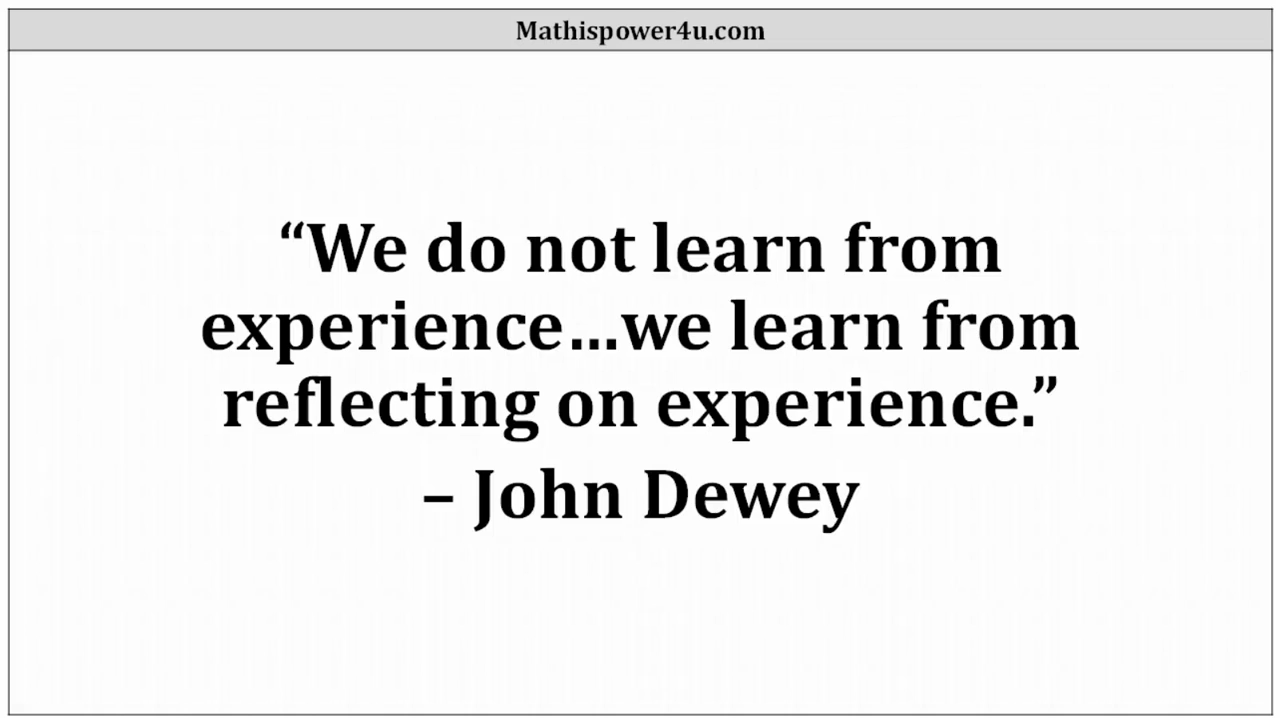 Mathispower4u.com
“We do not learn from
experience…we learn from
reflecting on experience.”
– John Dewey